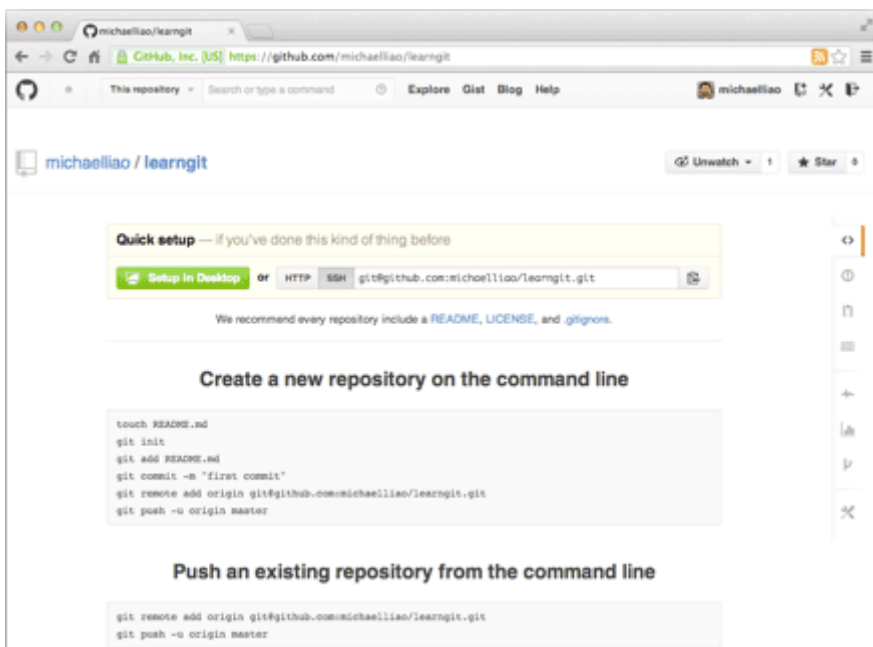 michaelliao/learngit
GitHub, Inc. [US] https://github.com/michaelliao/learngit
This repository Search or type a command Explore Gist Blog Help michaelliao
michaelliao / learngit Unwatch 1 Star 0
Quick setup — if you've done this kind of thing before
Setup in Desktop or HTTP SSH git@github.com:michaelliao/learngit.git
We recommend every repository include a README, LICENSE, and .gitignore.
Create a new repository on the command line
touch README.md
git init
git add README.md
git commit -m "first commit"
git remote add origin git@github.com:michaelliao/learngit.git
git push -u origin master
Push an existing repository from the command line
git remote add origin git@github.com:michaelliao/learngit.git
git push -u origin master